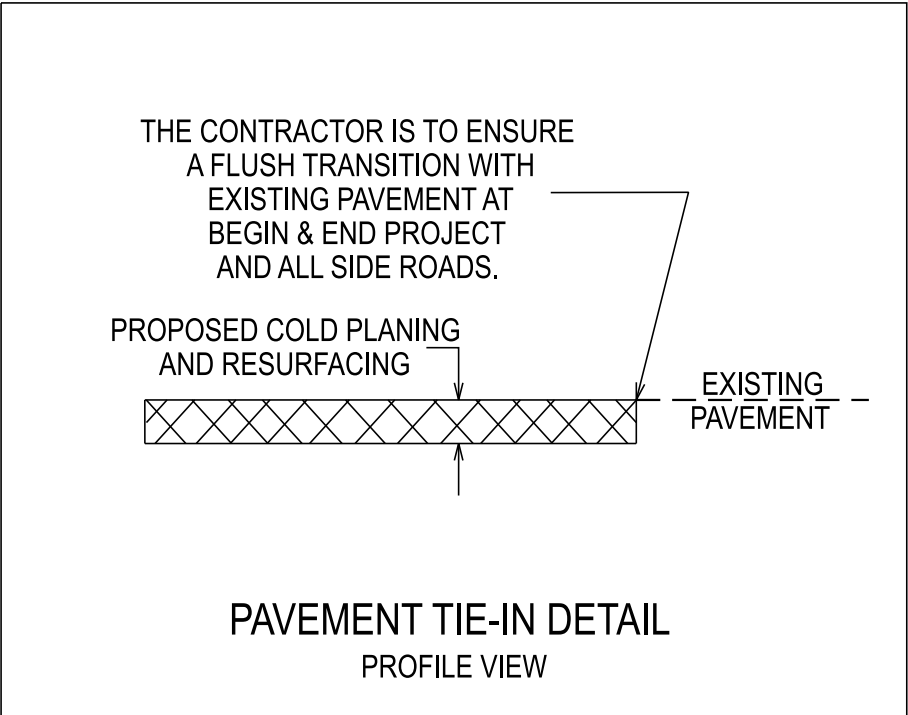 THE CONTRACTOR IS TO ENSURE
A FLUSH TRANSITION WITH
EXISTING PAVEMENT AT
BEGIN & END PROJECT
AND ALL SIDE ROADS.
PROPOSED COLD PLANING
AND RESURFACING
EXISTING
PAVEMENT
PAVEMENT TIE-IN DETAIL
PROFILE VIEW